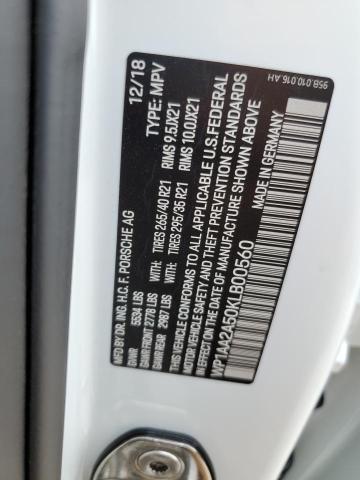 95B.010.016.AH
MFD BY DR. ING. H.C. F. PORSCHE AG 12/18
GVWR 5534 LBS TYPE: MPV
GAWR FRONT 2778 LBS TIRES 265/40 R21 RIMS 9.5JX21
GAWR REAR 2987 LBS TIRES 295/35 R21 RIMS 10.0JX21
THIS VEHICLE CONFORMS TO ALL APPLICABLE U.S. FEDERAL
MOTOR VEHICLE SAFETY AND THEFT PREVENTION STANDARDS
IN EFFECT ON THE DATE OF MANUFACTURE SHOWN ABOVE
WP1AA2A50KLB00560 MADE IN GERMANY